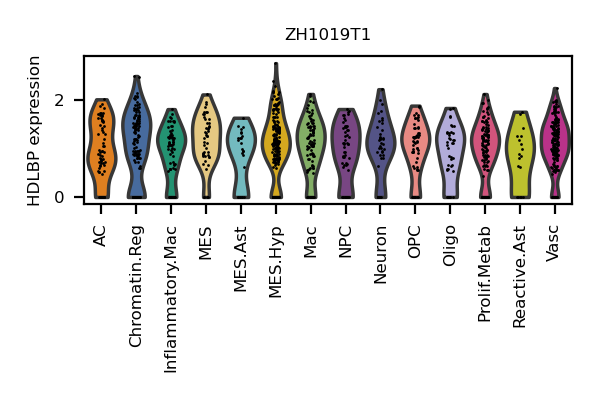 ZH1019T1
HDLBP expression
2
0
AC
Chromatin.Reg
Inflammatory.Mac
MES
MES.Ast
MES.Hyp
Mac
NPC
Neuron
OPC
Oligo
Prolif.Metab
Reactive.Ast
Vasc